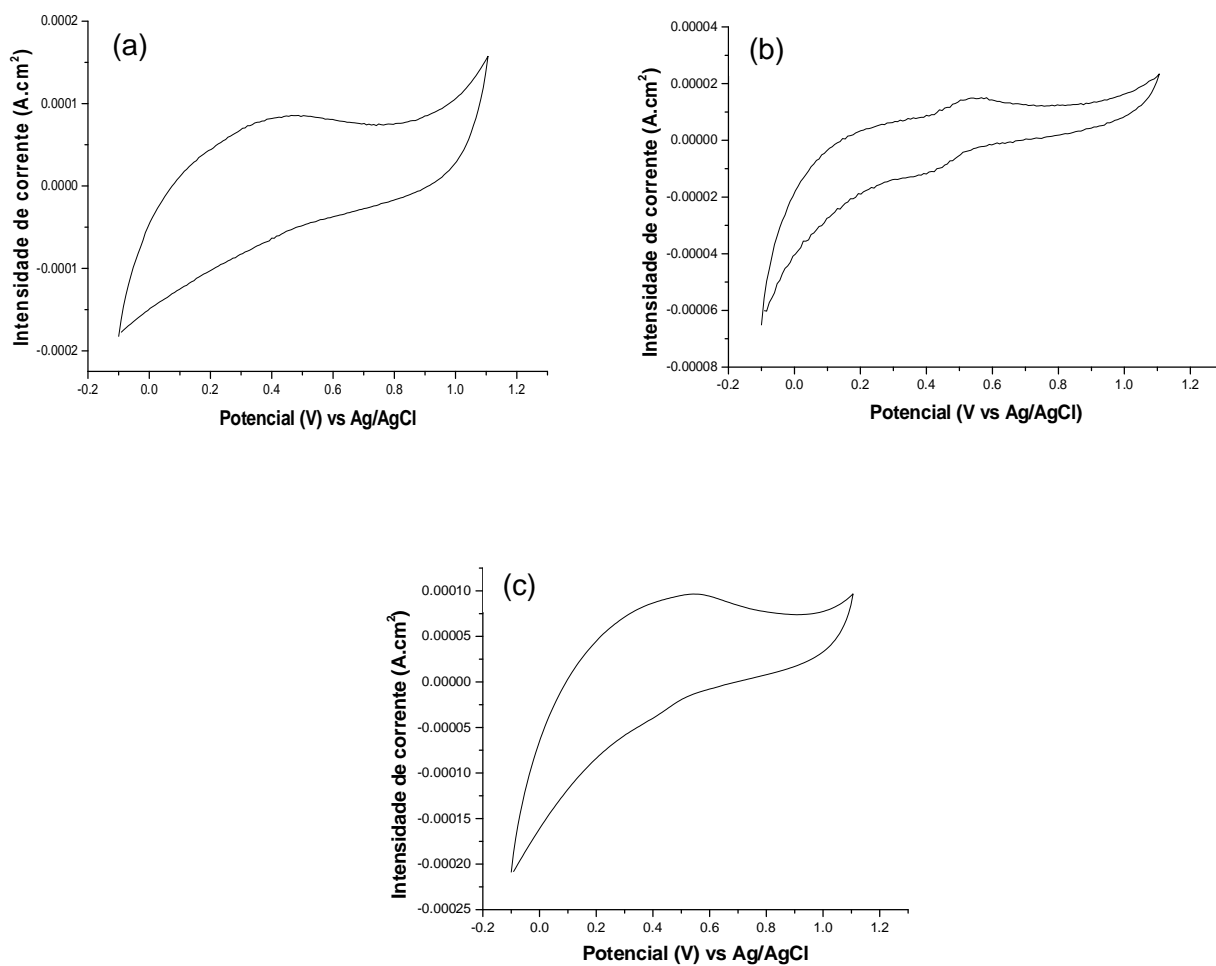 (a)
Intensidade de corrente (A.cm²)
0.0002
0.0001
0.0000
-0.0001
-0.0002
-0.2 0.0 0.2 0.4 0.6 0.8 1.0 1.2
Potencial (V) vs Ag/AgCl
(b)
Intensidade de corrente (A.cm²)
0.00004
0.00002
0.00000
-0.00002
-0.00004
-0.00006
-0.00008
-0.2 0.0 0.2 0.4 0.6 0.8 1.0 1.2
Potencial (V vs Ag/AgCl)
(c)
Intensidade de corrente (A.cm²)
0.00010
0.00005
0.00000
-0.00005
-0.00010
-0.00015
-0.00020
-0.00025
-0.2 0.0 0.2 0.4 0.6 0.8 1.0 1.2
Potencial (V) vs Ag/AgCl